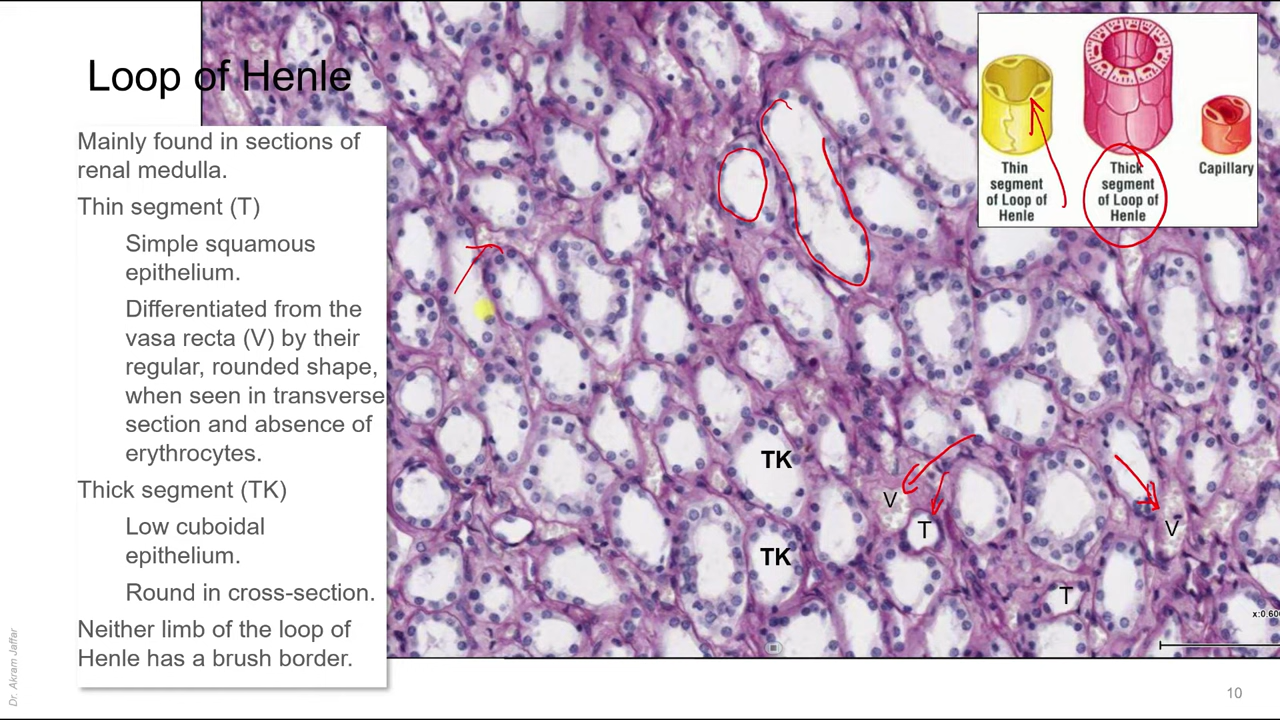 Loop of Henle
Mainly found in sections of
renal medulla.
Thin segment (T)
Simple squamous
epithelium.
Differentiated from the
vasa recta (V) by their
regular, rounded shape,
when seen in transverse
section and absence of
erythrocytes.
Thick segment (TK)
Low cuboidal
epithelium.
Round in cross-section.
Neither limb of the loop of
Henle has a brush border.
Thin
segment
of Loop of
Henle
Thick
segment
of Loop of
Henle
Capillary
TK
V
T
V
TK
T
x:0.60
Dr. Akram Jaffar
10